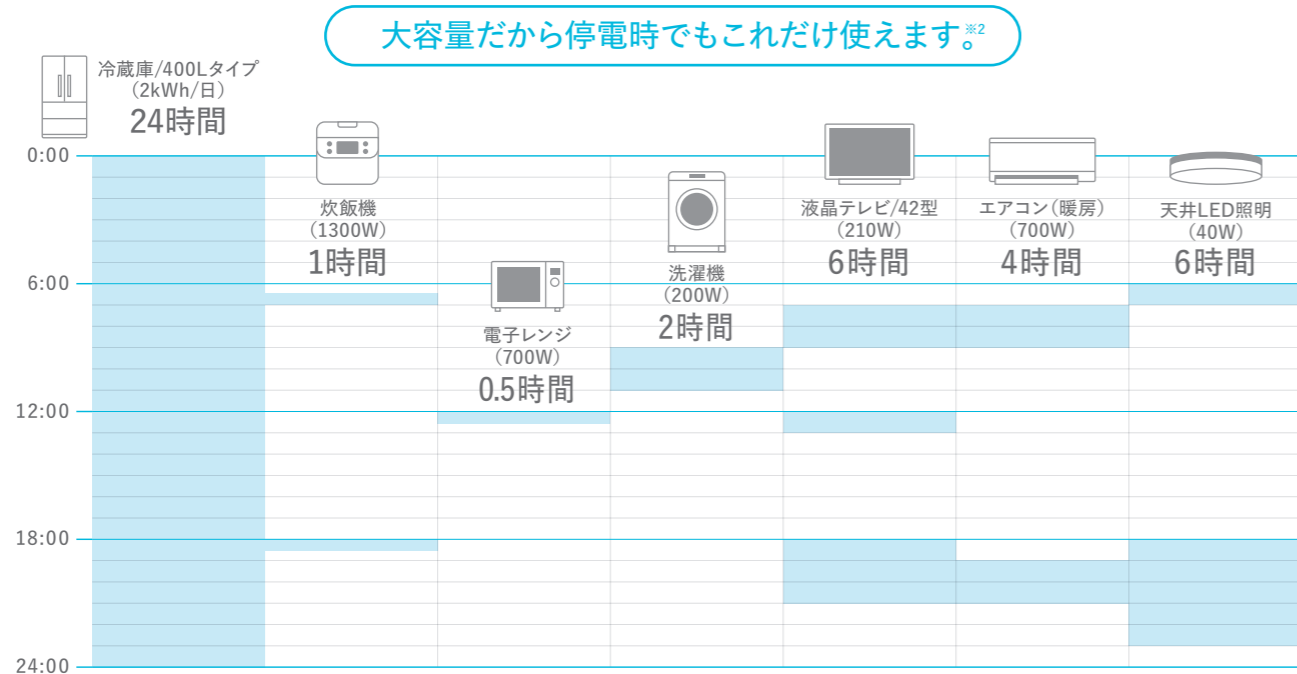 大容量だから停電時でもこれだけ使えます。※2
冷蔵庫/400Lタイプ
（2kWh/日）
24時間
炊飯機
（1300W）
1時間
電子レンジ
（700W）
0.5時間
洗濯機
（200W）
2時間
液晶テレビ/42型
（210W）
6時間
エアコン（暖房）
（700W）
4時間
天井LED照明
（40W）
6時間
0:00
6:00
12:00
18:00
24:00